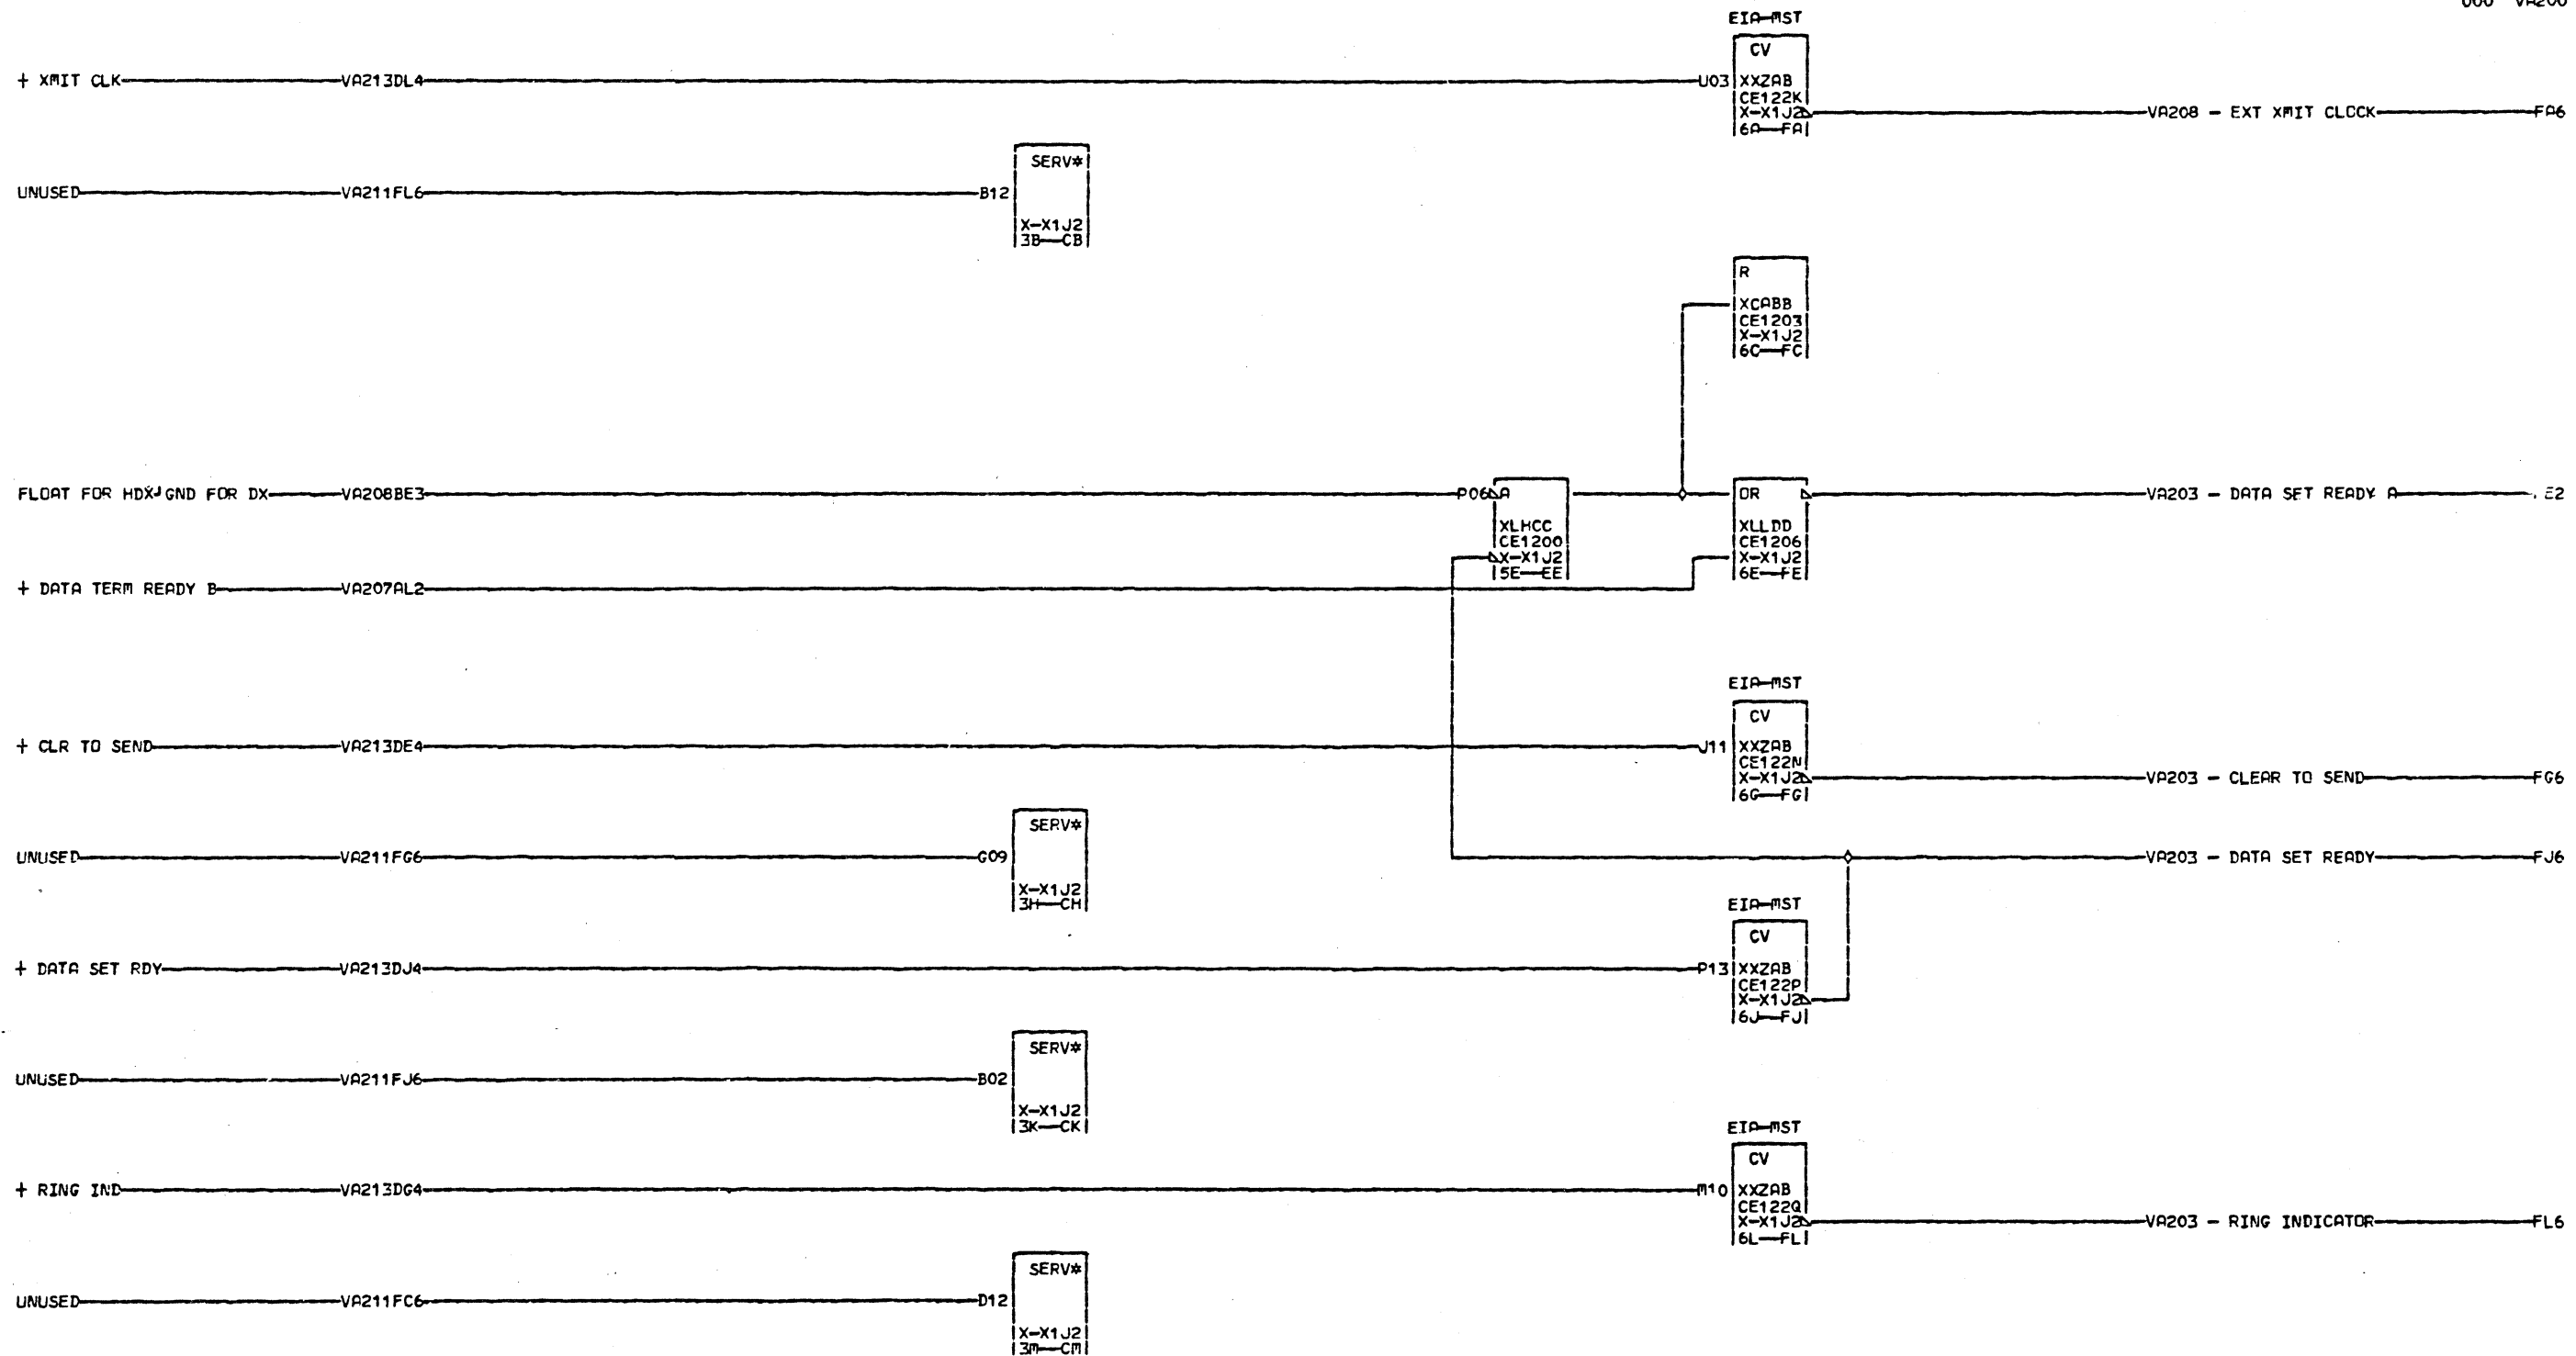 EIA-MST
CV
+ XMIT CLK VA213DL4 U03 XXZAB
CE122K
X-X1J2 VA208 - EXT XMIT CLOCK FA6
6A FA
SERV*
UNUSED VA211FL6 B12
X-X1J2
3B CB
R
XCABB
CE1203
X-X1J2
6C FC
FLOAT FOR HDX GND FOR DX VA208BE3 P06 A OR VA203 - DATA SET READY A E2
XLHCC XLLDD
CE1200 CE1206
X-X1J2 X-X1J2
5E EE 6E FE
+ DATA TERM READY B VA207AL2
EIA-MST
CV
+ CLR TO SEND VA213DE4 J11 XXZAB
CE122N
X-X1J2 VA203 - CLEAR TO SEND FG6
6G FG
SERV*
UNUSED VA211FG6 G09 VA203 - DATA SET READY FJ6
X-X1J2
3H CH
EIA-MST
CV
+ DATA SET RDY VA213DJ4 P13 XXZAB
CE122P
X-X1J2
6J FJ
SERV*
UNUSED VA211FJ6 B02
X-X1J2
3K CK
EIA-MST
CV
+ RING IND VA213DG4 M10 XXZAB
CE122Q
X-X1J2 VA203 - RING INDICATOR FL6
6L FL
SERV*
UNUSED VA211FC6 D12
X-X1J2
3M CM